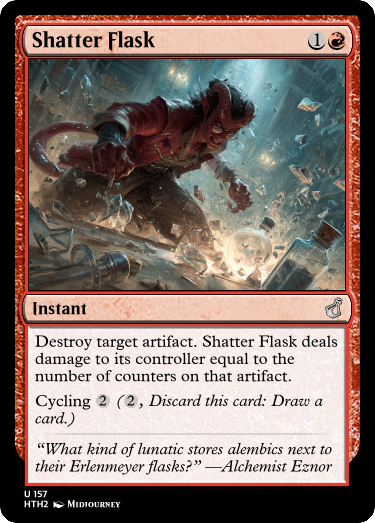 Shatter Flask 1
Instant
Destroy target artifact. Shatter Flask deals
damage to its controller equal to the
number of counters on that artifact.
Cycling 2 (2, Discard this card: Draw a
card.)
“What kind of lunatic stores alembics next to
their Erlenmeyer flasks?” —Alchemist Eznor
U 157
HTH2 Midjourney